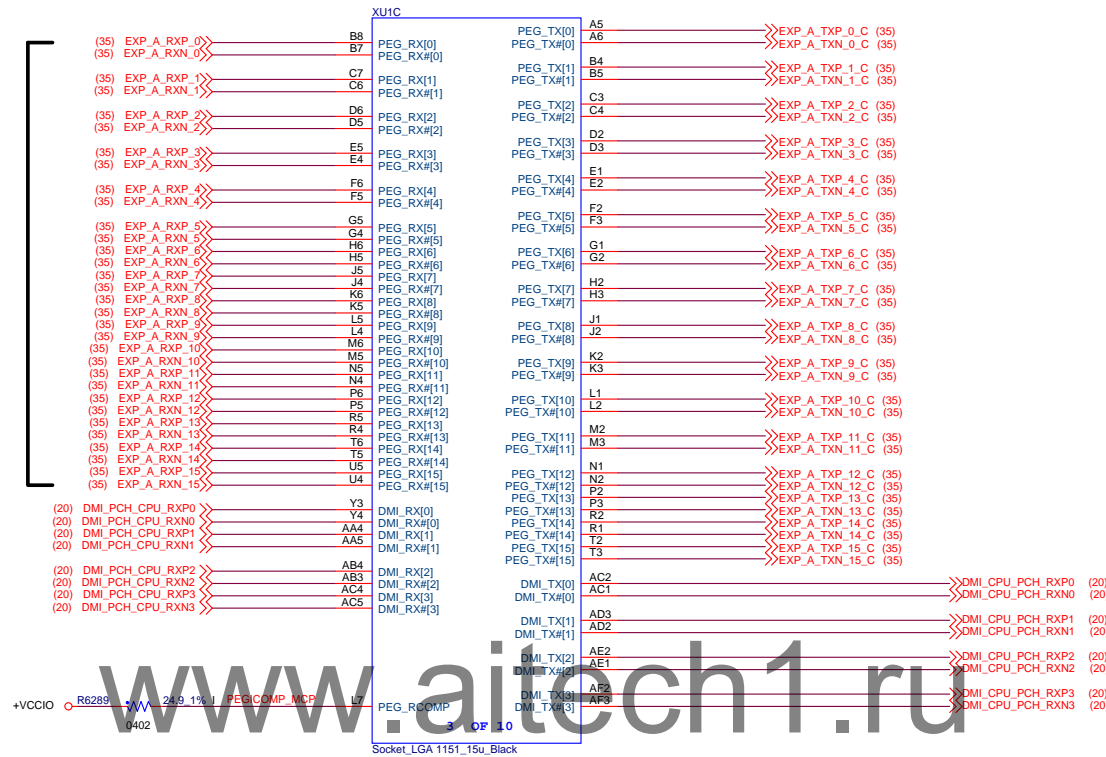 XU1C
(35) EXP_A_RXP_0 B8 PEG_RX[0]
(35) EXP_A_RXN_0 B7 PEG_RX#[0]
(35) EXP_A_RXP_1 C7 PEG_RX[1]
(35) EXP_A_RXN_1 C6 PEG_RX#[1]
(35) EXP_A_RXP_2 D6 PEG_RX[2]
(35) EXP_A_RXN_2 D5 PEG_RX#[2]
(35) EXP_A_RXP_3 E5 PEG_RX[3]
(35) EXP_A_RXN_3 E4 PEG_RX#[3]
(35) EXP_A_RXP_4 F6 PEG_RX[4]
(35) EXP_A_RXN_4 F5 PEG_RX#[4]
(35) EXP_A_RXP_5 G5 PEG_RX[5]
(35) EXP_A_RXN_5 G4 PEG_RX#[5]
(35) EXP_A_RXP_6 H6 PEG_RX[6]
(35) EXP_A_RXN_6 H5 PEG_RX#[6]
(35) EXP_A_RXP_7 J5 PEG_RX[7]
(35) EXP_A_RXN_7 J4 PEG_RX#[7]
(35) EXP_A_RXP_8 K6 PEG_RX[8]
(35) EXP_A_RXN_8 K5 PEG_RX#[8]
(35) EXP_A_RXP_9 L5 PEG_RX[9]
(35) EXP_A_RXN_9 L4 PEG_RX#[9]
(35) EXP_A_RXP_10 M6 PEG_RX[10]
(35) EXP_A_RXN_10 M5 PEG_RX#[10]
(35) EXP_A_RXP_11 N5 PEG_RX[11]
(35) EXP_A_RXN_11 N4 PEG_RX#[11]
(35) EXP_A_RXP_12 P6 PEG_RX[12]
(35) EXP_A_RXN_12 P5 PEG_RX#[12]
(35) EXP_A_RXP_13 R5 PEG_RX[13]
(35) EXP_A_RXN_13 R4 PEG_RX#[13]
(35) EXP_A_RXP_14 T6 PEG_RX[14]
(35) EXP_A_RXN_14 T5 PEG_RX#[14]
(35) EXP_A_RXP_15 U5 PEG_RX[15]
(35) EXP_A_RXN_15 U4 PEG_RX#[15]
(20) DMI_PCH_CPU_RXP0 Y3 DMI_RX[0]
(20) DMI_PCH_CPU_RXN0 Y4 DMI_RX#[0]
(20) DMI_PCH_CPU_RXP1 AA4 DMI_RX[1]
(20) DMI_PCH_CPU_RXN1 AA5 DMI_RX#[1]
(20) DMI_PCH_CPU_RXP2 AB4 DMI_RX[2]
(20) DMI_PCH_CPU_RXN2 AB3 DMI_RX#[2]
(20) DMI_PCH_CPU_RXP3 AC4 DMI_RX[3]
(20) DMI_PCH_CPU_RXN3 AC5 DMI_RX#[3]
+VCCIO R6289 24.9_1% I PEGICOMP_MCP L7 PEG_RCOMP
0402
PEG_TX[0] A5 EXP_A_TXP_0_C (35)
PEG_TX#[0] A6 EXP_A_TXN_0_C (35)
PEG_TX[1] B4 EXP_A_TXP_1_C (35)
PEG_TX#[1] B5 EXP_A_TXN_1_C (35)
PEG_TX[2] C3 EXP_A_TXP_2_C (35)
PEG_TX#[2] C4 EXP_A_TXN_2_C (35)
PEG_TX[3] D2 EXP_A_TXP_3_C (35)
PEG_TX#[3] D3 EXP_A_TXN_3_C (35)
PEG_TX[4] E1 EXP_A_TXP_4_C (35)
PEG_TX#[4] E2 EXP_A_TXN_4_C (35)
PEG_TX[5] F2 EXP_A_TXP_5_C (35)
PEG_TX#[5] F3 EXP_A_TXN_5_C (35)
PEG_TX[6] G1 EXP_A_TXP_6_C (35)
PEG_TX#[6] G2 EXP_A_TXN_6_C (35)
PEG_TX[7] H2 EXP_A_TXP_7_C (35)
PEG_TX#[7] H3 EXP_A_TXN_7_C (35)
PEG_TX[8] J1 EXP_A_TXP_8_C (35)
PEG_TX#[8] J2 EXP_A_TXN_8_C (35)
PEG_TX[9] K2 EXP_A_TXP_9_C (35)
PEG_TX#[9] K3 EXP_A_TXN_9_C (35)
PEG_TX[10] L1 EXP_A_TXP_10_C (35)
PEG_TX#[10] L2 EXP_A_TXN_10_C (35)
PEG_TX[11] M2 EXP_A_TXP_11_C (35)
PEG_TX#[11] M3 EXP_A_TXN_11_C (35)
PEG_TX[12] N1 EXP_A_TXP_12_C (35)
PEG_TX#[12] N2 EXP_A_TXN_12_C (35)
PEG_TX[13] P2 EXP_A_TXP_13_C (35)
PEG_TX#[13] P3 EXP_A_TXN_13_C (35)
PEG_TX[14] R2 EXP_A_TXP_14_C (35)
PEG_TX#[14] R1 EXP_A_TXN_14_C (35)
PEG_TX[15] T2 EXP_A_TXP_15_C (35)
PEG_TX#[15] T3 EXP_A_TXN_15_C (35)
DMI_TX[0] AC2 DMI_CPU_PCH_RXP0 (20)
DMI_TX#[0] AC1 DMI_CPU_PCH_RXN0 (20
DMI_TX[1] AD3 DMI_CPU_PCH_RXP1 (20)
DMI_TX#[1] AD2 DMI_CPU_PCH_RXN1 (20
DMI_TX[2] AE2 DMI_CPU_PCH_RXP2 (20)
DMI_TX#[2] AE1 DMI_CPU_PCH_RXN2 (20
DMI_TX[3] AF2 DMI_CPU_PCH_RXP3 (20)
DMI_TX#[3] AF3 DMI_CPU_PCH_RXN3 (20
www.aitech1.ru
3 OF 10
Socket_LGA 1151_15u_Black